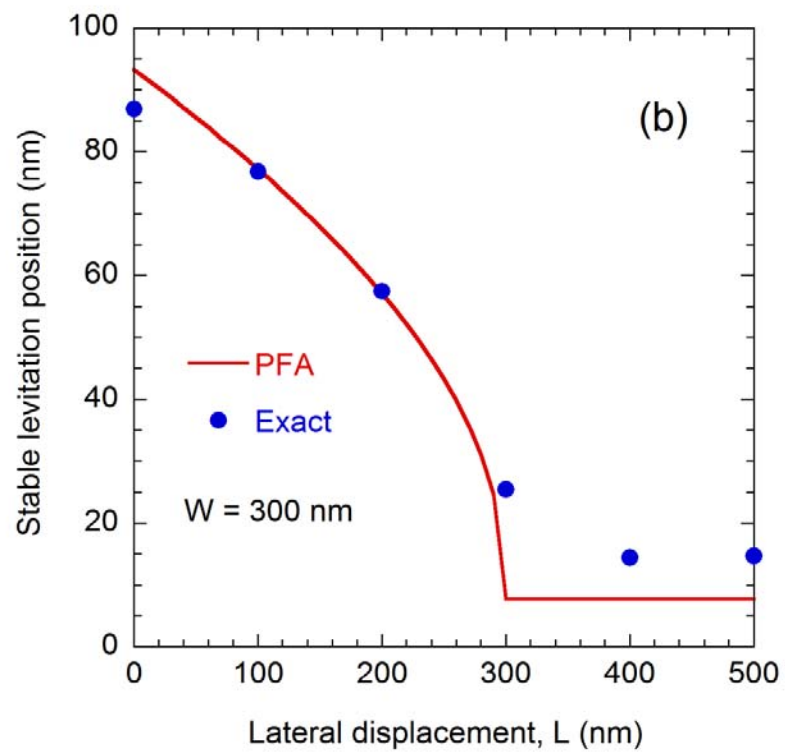 100
80
60
40
20
0
Stable levitation position (nm)
(b)
PFA
Exact
W = 300 nm
0 100 200 300 400 500
Lateral displacement, L (nm)